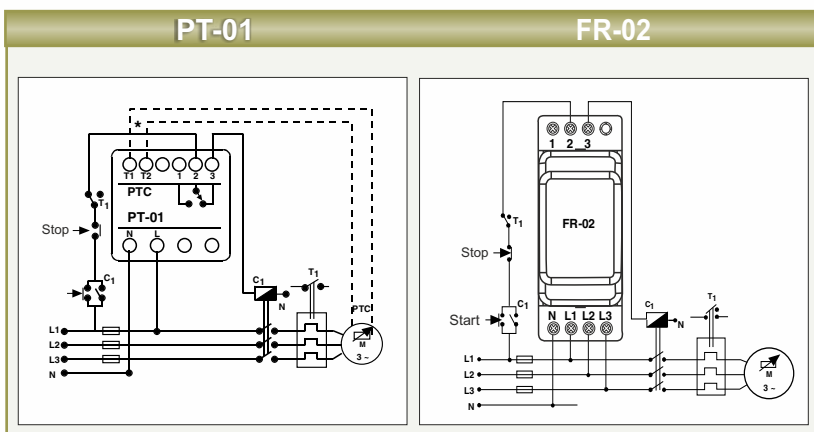 PT-01
FR-02
*
T1 T2 1 2 3
PTC
PT-01
N L
T1
Stop
C1
C1
N
T1
PTC
M
3 ~
L1
L2
L3
N
1 2 3
FR-02
T1
Stop
C1
Start
N L1 L2 L3
C1
N
T1
M
3 ~
L1
L2
L3
N